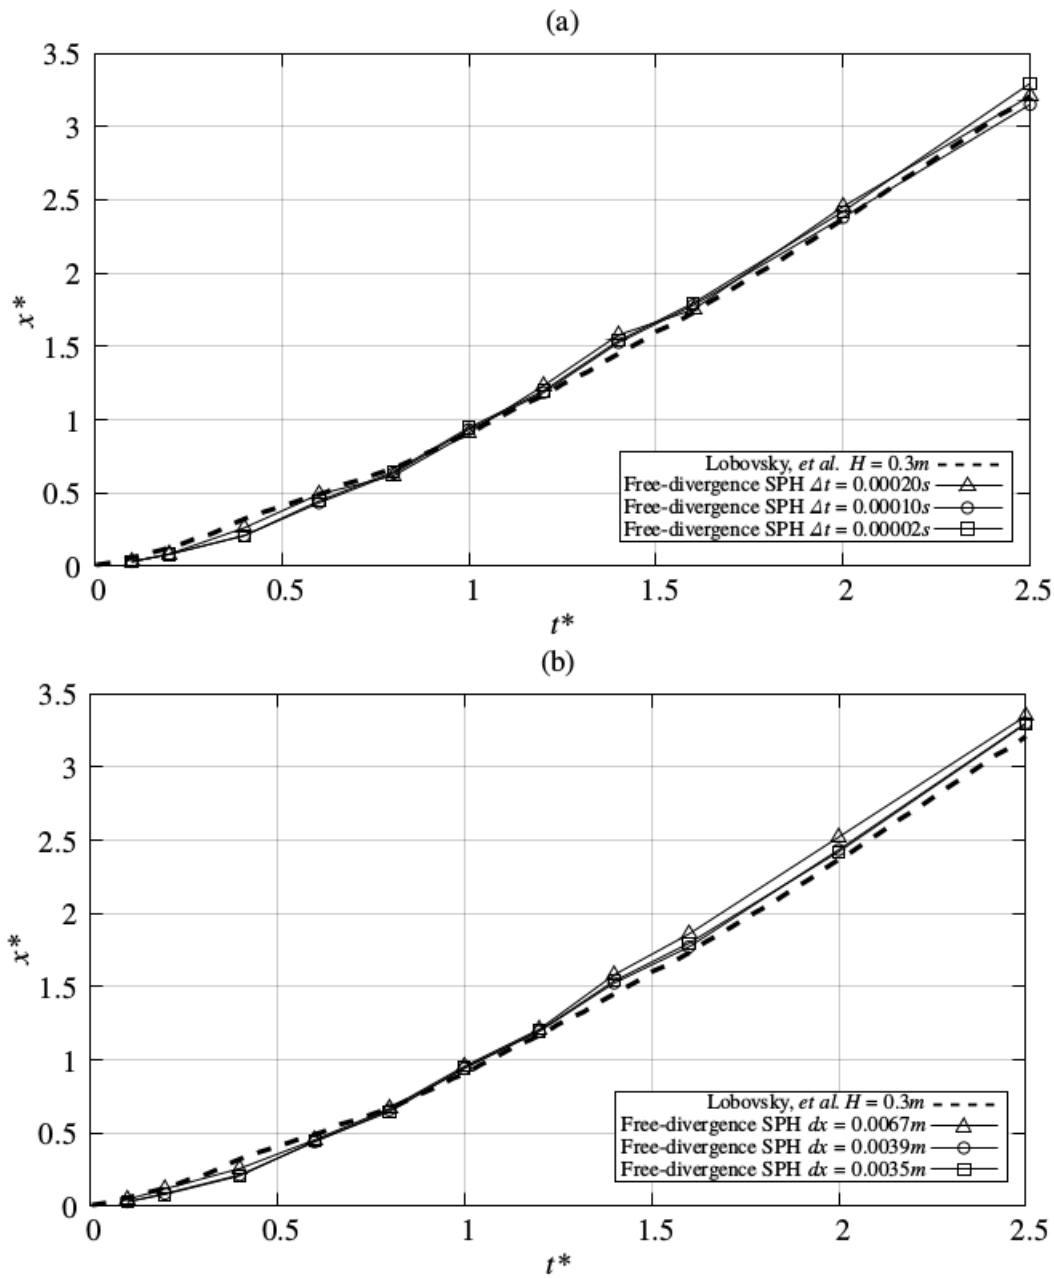 (a)
3.5
3
2.5
2
1.5
1
0.5
0
0 0.5 1 1.5 2 2.5
x*
t*
Lobovsky, et al. H = 0.3m
Free-divergence SPH Δt = 0.00020s
Free-divergence SPH Δt = 0.00010s
Free-divergence SPH Δt = 0.00002s
(b)
3.5
3
2.5
2
1.5
1
0.5
0
0 0.5 1 1.5 2 2.5
x*
t*
Lobovsky, et al. H = 0.3m
Free-divergence SPH dx = 0.0067m
Free-divergence SPH dx = 0.0039m
Free-divergence SPH dx = 0.0035m